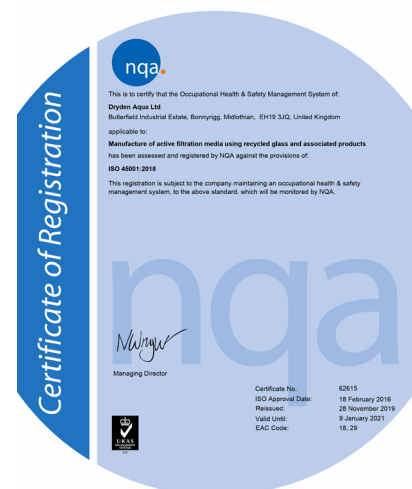 nqa.
This is to certify that the Occupational Health & Safety Management System of:
Dryden Aqua Ltd
Butlerfield Industrial Estate, Bonnyrigg, Midlothian, EH19 3JQ, United Kingdom
applicable to:
Manufacture of active filtration media using recycled glass and associated products
has been assessed and registered by NQA against the provisions of:
ISO 45001:2018
This registration is subject to the company maintaining an occupational health & safety
management system, to the above standard, which will be monitored by NQA.
Certificate of Registration
nqa
Managing Director
Certificate No. 62615
ISO Approval Date: 18 February 2016
Reissued: 28 November 2019
Valid Until: 9 January 2021
EAC Code: 18, 29
UKAS
MANAGEMENT
SYSTEMS